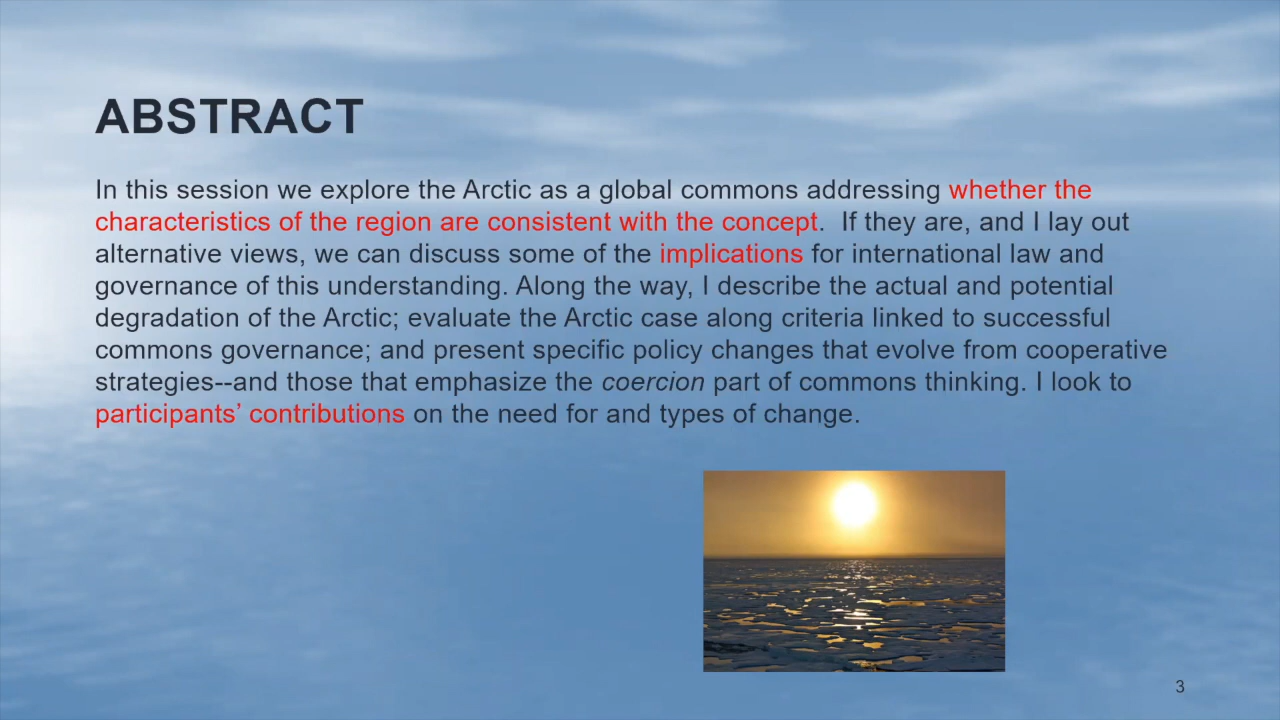 ABSTRACT
In this session we explore the Arctic as a global commons addressing whether the
characteristics of the region are consistent with the concept.  If they are, and I lay out
alternative views, we can discuss some of the implications for international law and
governance of this understanding. Along the way, I describe the actual and potential
degradation of the Arctic; evaluate the Arctic case along criteria linked to successful
commons governance; and present specific policy changes that evolve from cooperative
strategies--and those that emphasize the coercion part of commons thinking. I look to
participants’ contributions on the need for and types of change.
3